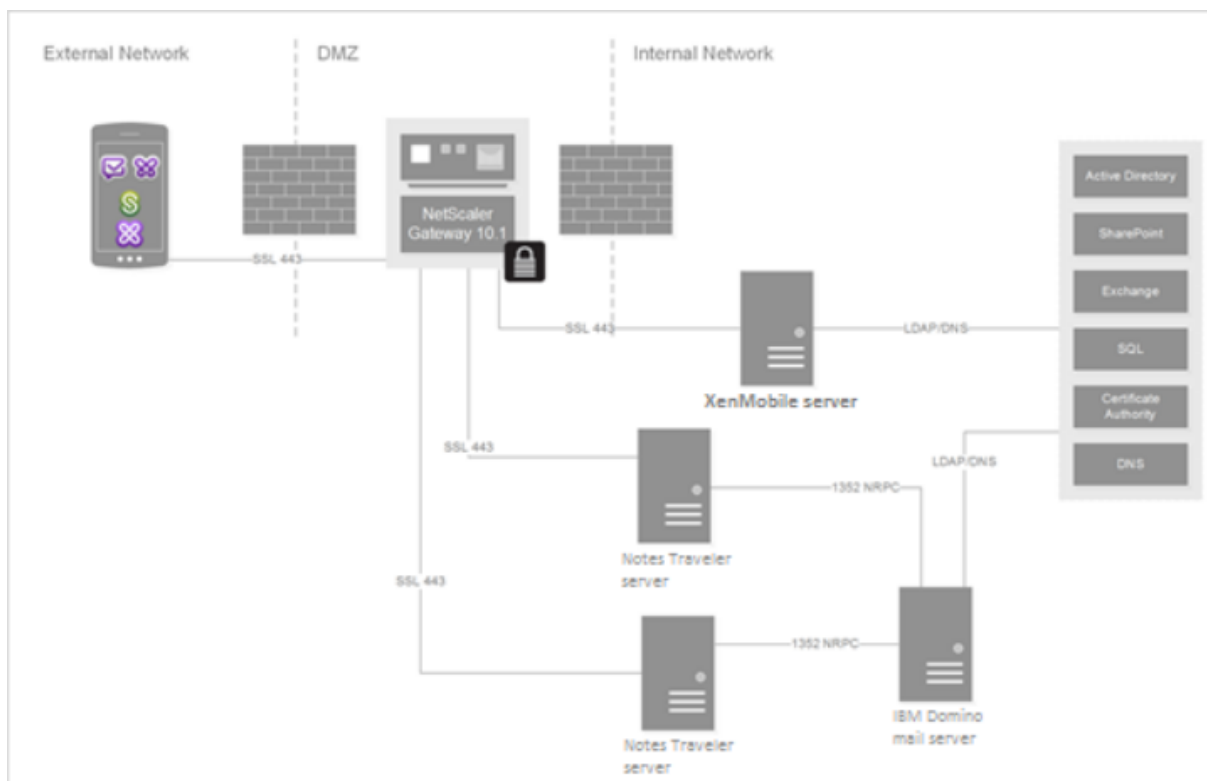 External Network
DMZ
Internal Network
NetScaler
Gateway 10.1
S
SSL 443
SSL 443
LDAP/DNS
Active Directory
SharePoint
Exchange
SQL
Certificate
Authority
DNS
XenMobile server
SSL 443
LDAP/DNS
1352 NRPC
Notes Traveler
server
SSL 443
1352 NRPC
Notes Traveler
server
IBM Domino
mail server